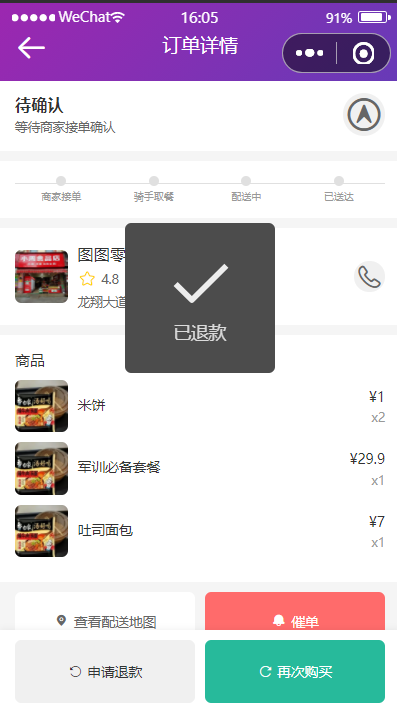 WeChat 16:05 91%
订单详情
待确认
等待商家接单确认
商家接单 骑手取餐 配送中 已送达
图图零
4.8
龙翔大道
已退款
商品
米饼 ¥1
x2
军训必备套餐 ¥29.9
x1
吐司面包 ¥7
x1
查看配送地图 催单
申请退款 再次购买